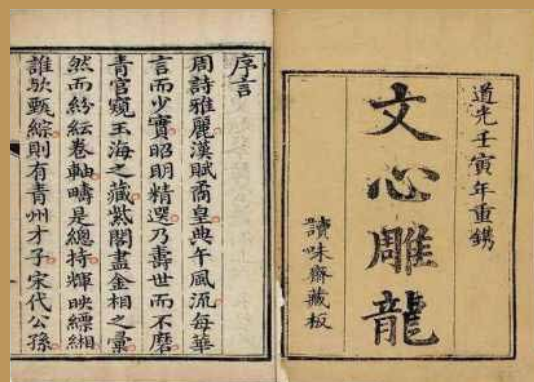 道光壬寅年重鐫
文心雕龍
讀味齋藏板
序言
周詩雅麗漢賦裔皇典午風流每華
言而少實昭明精選乃壽世而不磨
青官窺玉海之藏紫閣盡金相之彙
然而紛紜卷軸疇是總持輝映縹緗
誰歟甄綜則有青州才子宋代公孫